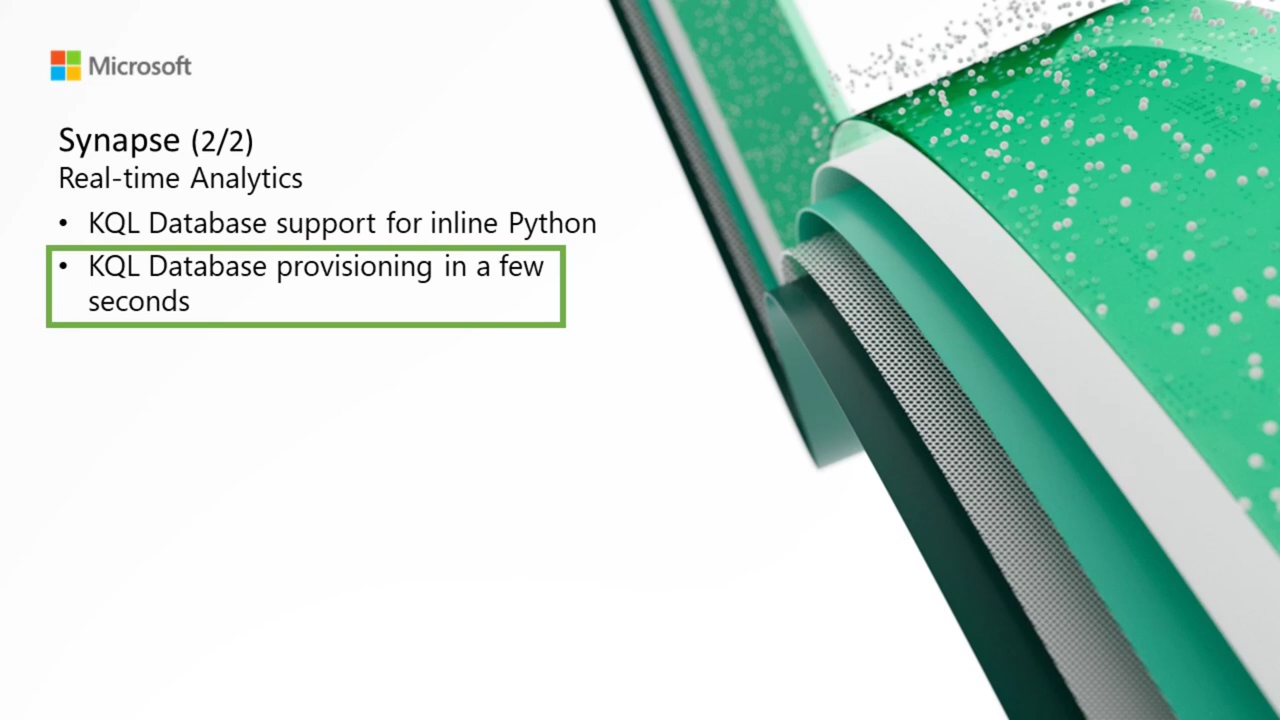 Microsoft
Synapse (2/2)
Real-time Analytics
• KQL Database support for inline Python
• KQL Database provisioning in a few
seconds